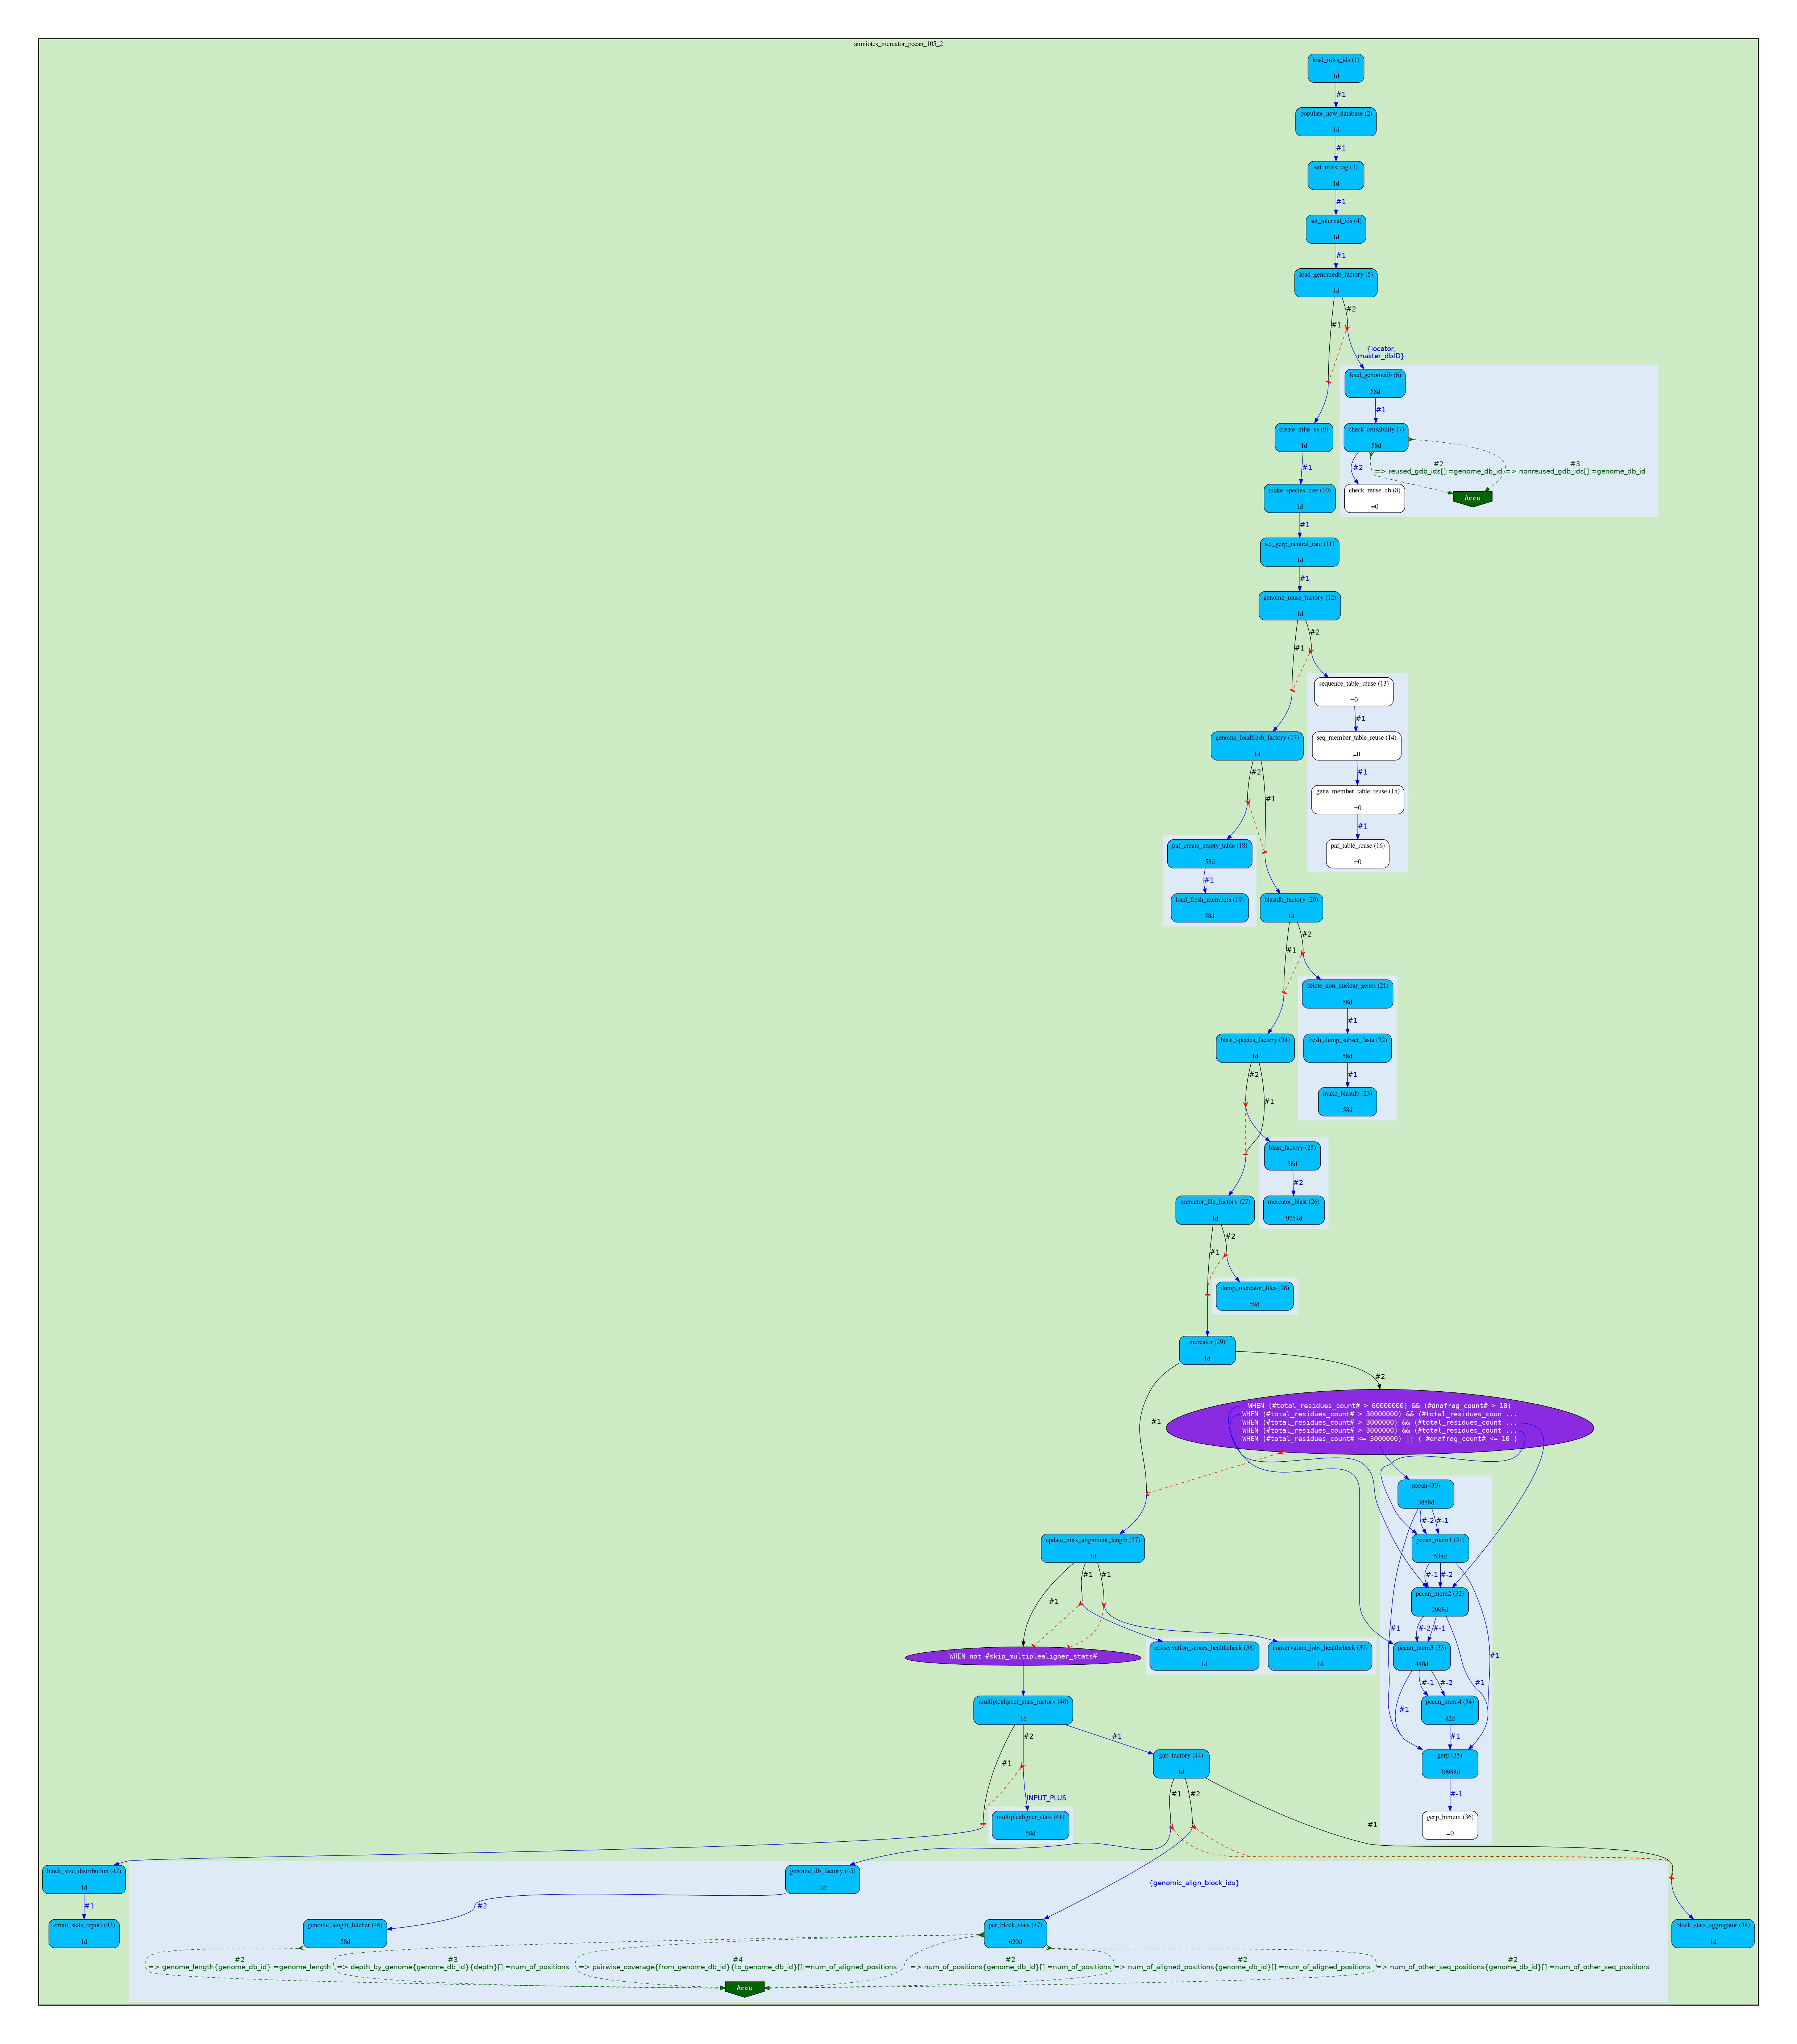 amniotes_mercator_pecan_105_2
load_mlss_ids (1)
1d
#1
populate_new_database (2)
1d
#1
set_mlss_tag (3)
1d
#1
set_internal_ids (4)
1d
#1
load_genomedb_factory (5)
1d
#2
#1
{locator,
master_dbID}
load_genomedb (6)
58d
#1
create_mlss_ss (9)
1d
check_reusability (7)
58d
#1
#2
#2
=> reused_gdb_ids[]:=genome_db_id
#3
=> nonreused_gdb_ids[]:=genome_db_id
make_species_tree (10)
1d
check_reuse_db (8)
=0
Accu
#1
set_gerp_neutral_rate (11)
1d
#1
genome_reuse_factory (12)
1d
#2
#1
sequence_table_reuse (13)
=0
#1
genome_loadfresh_factory (17)
1d
seq_member_table_reuse (14)
=0
#2
#1
#1
gene_member_table_reuse (15)
=0
#1
paf_create_empty_table (18)
58d
paf_table_reuse (16)
=0
#1
load_fresh_members (19)
58d
blastdb_factory (20)
1d
#2
#1
delete_non_nuclear_genes (21)
58d
#1
blast_species_factory (24)
1d
fresh_dump_subset_fasta (22)
58d
#2
#1
#1
make_blastdb (23)
58d
blast_factory (25)
58d
#2
mercator_file_factory (27)
1d
mercator_blast (26)
9754d
#2
#1
dump_mercator_files (28)
58d
mercator (29)
1d
#2
#1
WHEN (#total_residues_count# > 60000000) && (#dnafrag_count# > 10)
WHEN (#total_residues_count# > 30000000) && (#total_residues_coun ...
WHEN (#total_residues_count# > 3000000) && (#total_residues_count ...
WHEN (#total_residues_count# > 3000000) && (#total_residues_count ...
WHEN (#total_residues_count# <= 3000000) || ( #dnafrag_count# <= 10 )
pecan (30)
3858d
#-2
#-1
update_max_alignment_length (37)
1d
pecan_mem1 (31)
538d
#1
#1
#1
#-1
#-2
pecan_mem2 (32)
2998d
#1
#-2
#-1
WHEN not #skip_multiplealigner_stats#
conservation_scores_healthcheck (38)
1d
conservation_jobs_healthcheck (39)
1d
pecan_mem3 (33)
440d
#1
#-1
#-2
#1
multiplealigner_stats_factory (40)
1d
pecan_mem4 (34)
42d
#1
#2
#1
#1
#1
gab_factory (44)
1d
gerp (35)
30988d
#1
#2
#-1
INPUT_PLUS
multiplealigner_stats (41)
58d
#1
gerp_himem (36)
=0
block_size_distribution (42)
1d
genome_db_factory (45)
1d
{genomic_align_block_ids}
#1
#2
email_stats_report (43)
1d
genome_length_fetcher (46)
58d
per_block_stats (47)
620d
block_stats_aggregator (48)
1d
#2
=> genome_length{genome_db_id}:=genome_length
#3
=> depth_by_genome{genome_db_id}{depth}[]:=num_of_positions
#4
=> pairwise_coverage{from_genome_db_id}{to_genome_db_id}[]:=num_of_aligned_positions
#2
=> num_of_positions{genome_db_id}[]:=num_of_positions
#2
=> num_of_aligned_positions{genome_db_id}[]:=num_of_aligned_positions
#2
=> num_of_other_seq_positions{genome_db_id}[]:=num_of_other_seq_positions
Accu